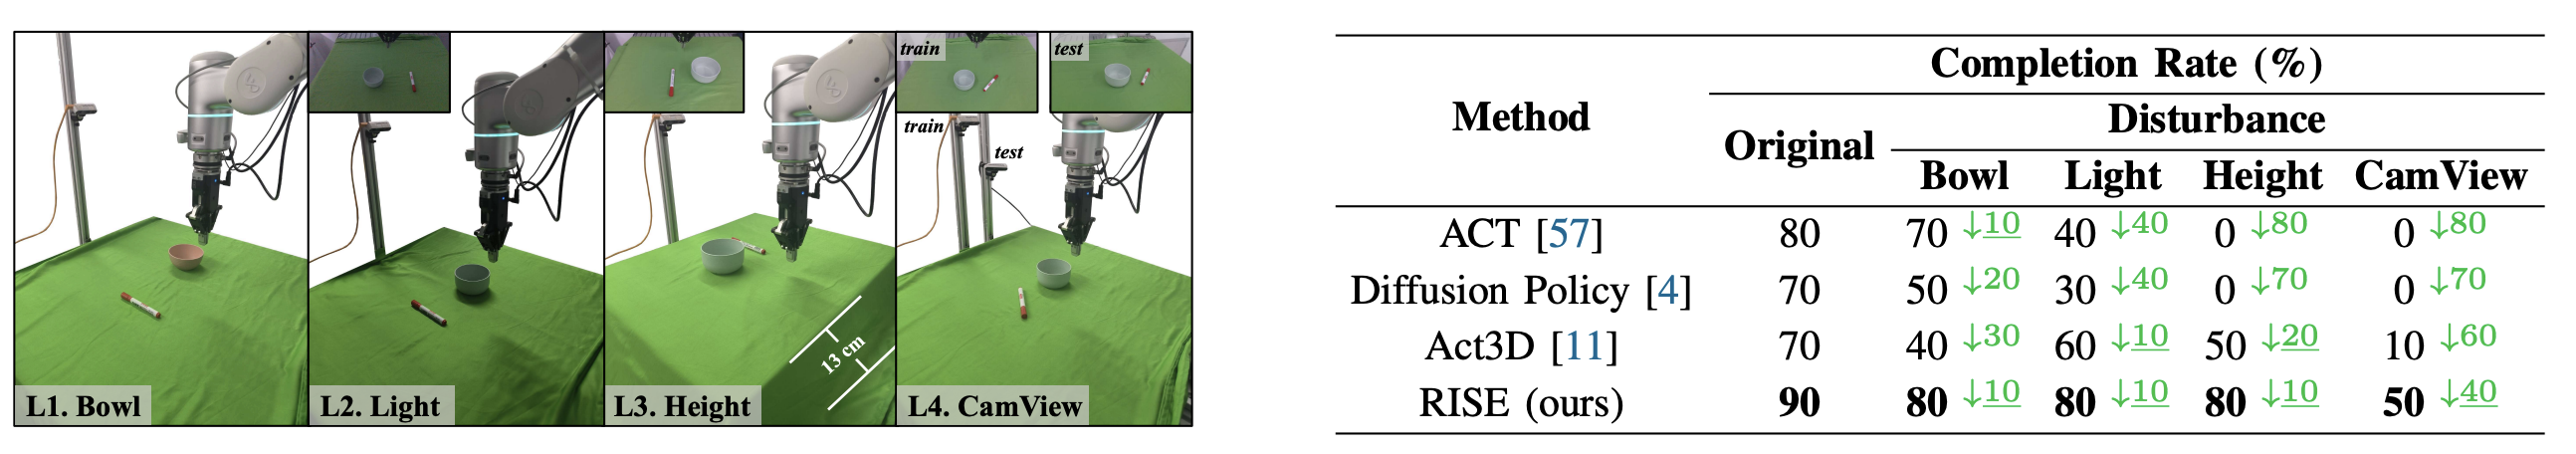 train
test
train
test
13 cm
L1. Bowl
L2. Light
L3. Height
L4. CamView
Method
Completion Rate (%)
Original
Disturbance
Bowl Light Height CamView
ACT [57] 80 70 ↓10 40 ↓40 0 ↓80 0 ↓80
Diffusion Policy [4] 70 50 ↓20 30 ↓40 0 ↓70 0 ↓70
Act3D [11] 70 40 ↓30 60 ↓10 50 ↓20 10 ↓60
RISE (ours) 90 80 ↓10 80 ↓10 80 ↓10 50 ↓40